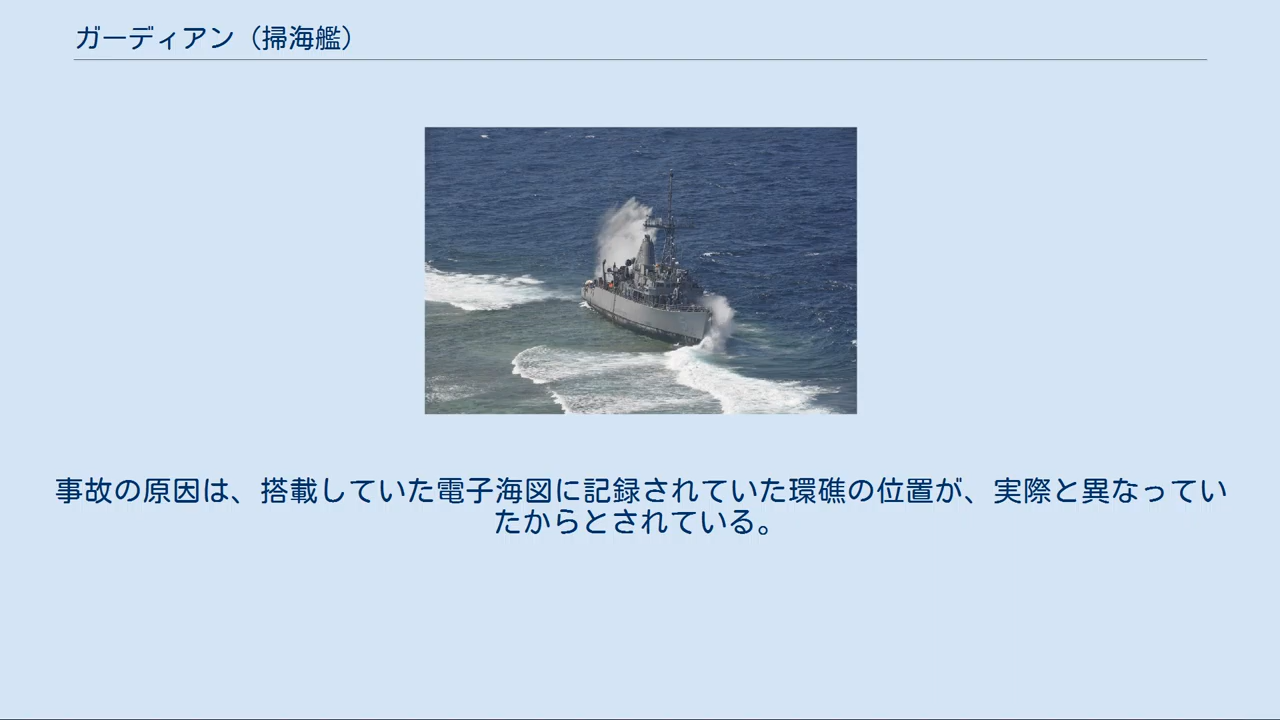 ガーディアン（掃海艦）
事故の原因は、搭載していた電子海図に記録されていた環礁の位置が、実際と異なってい
たからとされている。